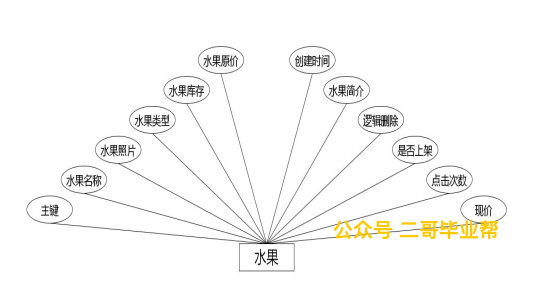 水果原价
创建时间
水果库存
水果简介
水果类型
逻辑删除
水果照片
是否上架
水果名称
点击次数
主键
现价
公众号 二哥毕业帮
水果